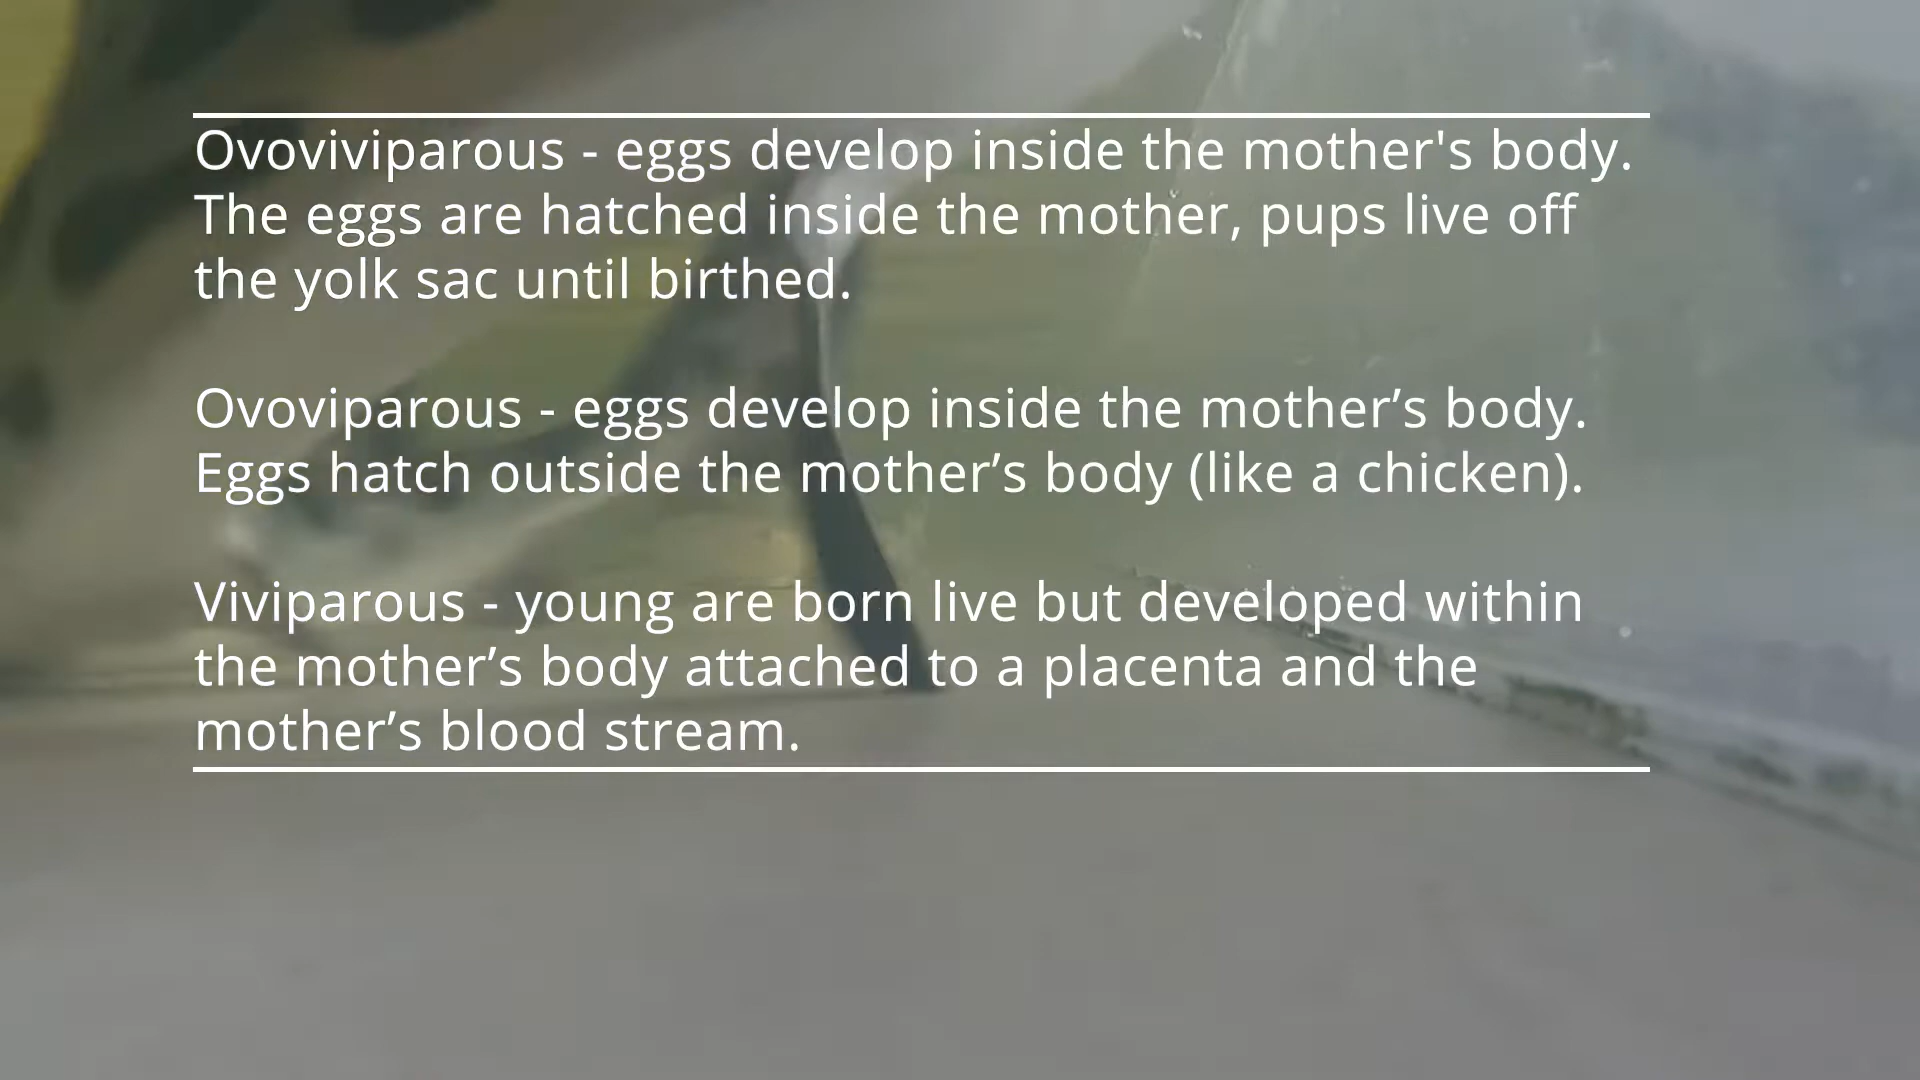 Ovoviviparous - eggs develop inside the mother's body.
The eggs are hatched inside the mother, pups live off
the yolk sac until birthed.
Ovoviparous - eggs develop inside the mother’s body.
Eggs hatch outside the mother’s body (like a chicken).
Viviparous - young are born live but developed within
the mother’s body attached to a placenta and the
mother’s blood stream.